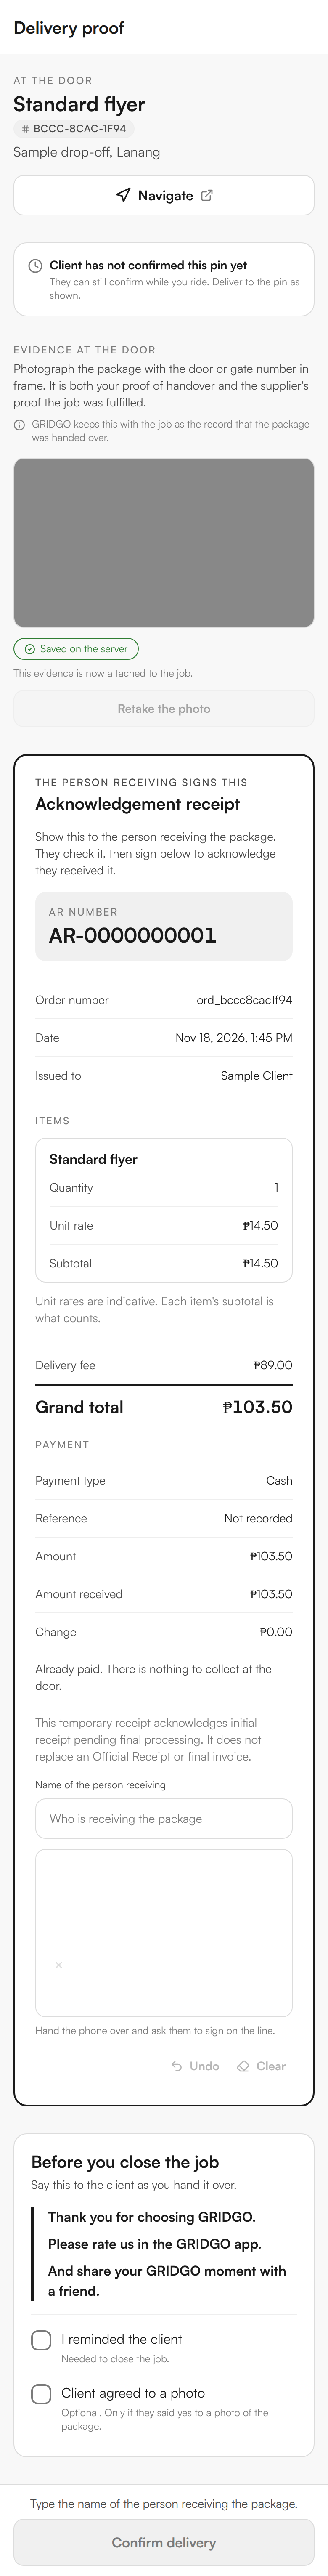 Delivery proof
AT THE DOOR
Standard flyer
# BCCC-8CAC-1F94
Sample drop-off, Lanang
Navigate
Client has not confirmed this pin yet
They can still confirm while you ride. Deliver to the pin as
shown.
EVIDENCE AT THE DOOR
Photograph the package with the door or gate number in
frame. It is both your proof of handover and the supplier's
proof the job was fulfilled.
GRIDGO keeps this with the job as the record that the package
was handed over.
Saved on the server
This evidence is now attached to the job.
Retake the photo
THE PERSON RECEIVING SIGNS THIS
Acknowledgement receipt
Show this to the person receiving the package.
They check it, then sign below to acknowledge
they received it.
AR NUMBER
AR-0000000001
Order number ord_bccc8cac1f94
Date Nov 18, 2026, 1:45 PM
Issued to Sample Client
ITEMS
Standard flyer
Quantity 1
Unit rate ₱14.50
Subtotal ₱14.50
Unit rates are indicative. Each item's subtotal is
what counts.
Delivery fee ₱89.00
Grand total ₱103.50
PAYMENT
Payment type Cash
Reference Not recorded
Amount ₱103.50
Amount received ₱103.50
Change ₱0.00
Already paid. There is nothing to collect at the
door.
This temporary receipt acknowledges initial
receipt pending final processing. It does not
replace an Official Receipt or final invoice.
Name of the person receiving
Who is receiving the package
×
Hand the phone over and ask them to sign on the line.
Undo Clear
Before you close the job
Say this to the client as you hand it over.
Thank you for choosing GRIDGO.
Please rate us in the GRIDGO app.
And share your GRIDGO moment with
a friend.
I reminded the client
Needed to close the job.
Client agreed to a photo
Optional. Only if they said yes to a photo of the
package.
Type the name of the person receiving the package.
Confirm delivery